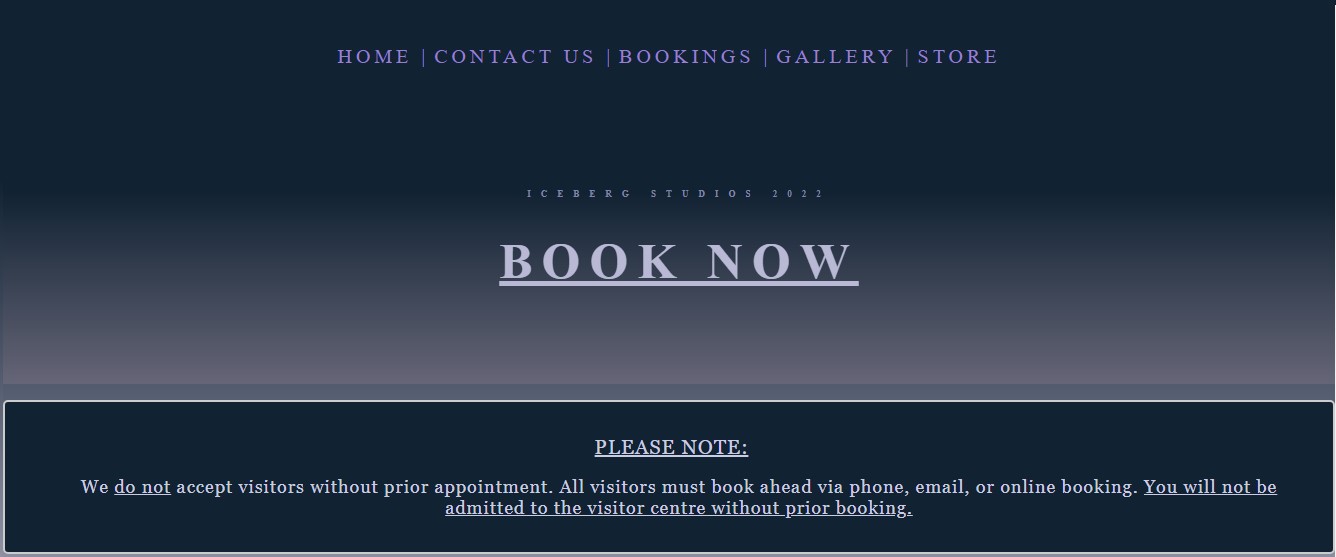 HOME | CONTACT US | BOOKINGS | GALLERY | STORE
ICEBERG STUDIOS 2022
BOOK NOW
PLEASE NOTE:
We do not accept visitors without prior appointment. All visitors must book ahead via phone, email, or online booking. You will not be
admitted to the visitor centre without prior booking.